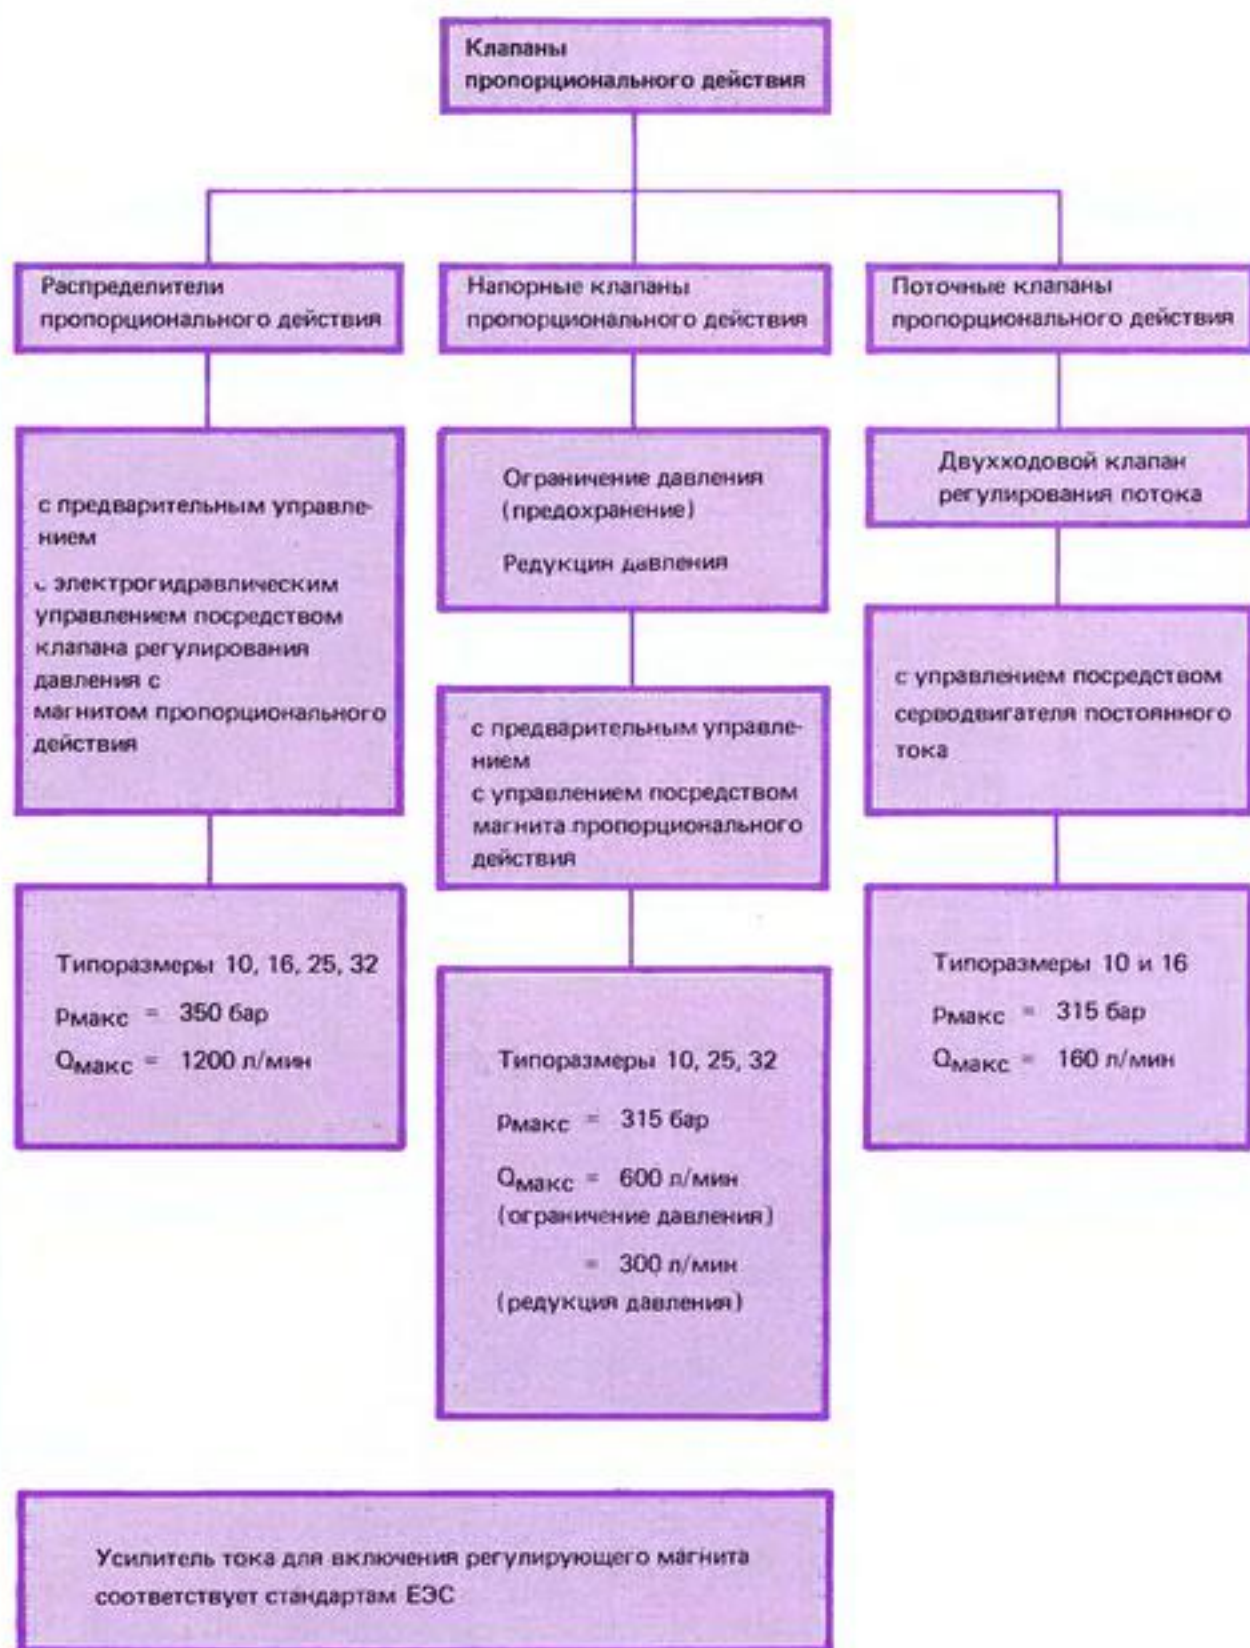 Клапаны
пропорционального действия
Распределители
пропорционального действия
Напорные клапаны
пропорционального действия
Поточные клапаны
пропорционального действия
с предварительным управле-
нием
с электрогидравлическим
управлением посредством
клапана регулирования
давления с
магнитом пропорционального
действия
Типоразмеры 10, 16, 25, 32
Pмакс = 350 бар
Qмакс = 1200 л/мин
Ограничение давления
(предохранение)
Редукции давления
с предварительным управле-
нием
с управлением посредством
магнита пропорционального
действия
Типоразмеры 10, 25, 32
Pмакс = 315 бар
Qмакс = 600 л/мин
(ограничение давления)
= 300 л/мин
(редукция давления)
Двухходовой клапан
регулирования потока
с управлением посредством
серводвигателя постоянного
тока
Типоразмеры 10 и 16
Pмакс = 315 бар
Qмакс = 160 л/мин
Усилитель тока для включения регулирующего магнита
соответствует стандартам ЕЭС